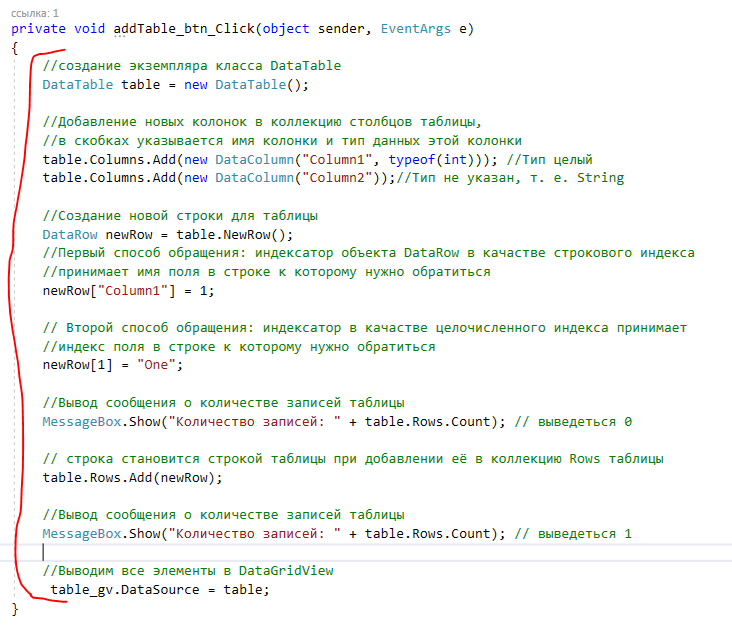 ссылка: 1
private void addTable_btn_Click(object sender, EventArgs e)
{
//создание экземпляра класса DataTable
DataTable table = new DataTable();
//Добавление новых колонок в коллекцию столбцов таблицы,
//в скобках указывается имя колонки и тип данных этой колонки
table.Columns.Add(new DataColumn("Column1", typeof(int))); //Тип целый
table.Columns.Add(new DataColumn("Column2"));//Тип не указан, т. е. String
//Создание новой строки для таблицы
DataRow newRow = table.NewRow();
//Первый способ обращения: индексатор объекта DataRow в качастве строкового индекса
//принимает имя поля в строке к которому нужно обратиться
newRow["Column1"] = 1;
// Второй способ обращения: индексатор в качастве целочисленного индекса принимает
//индекс поля в строке к которому нужно обратиться
newRow[1] = "One";
//Вывод сообщения о количестве записей таблицы
MessageBox.Show("Количество записей: " + table.Rows.Count); // выведеться 0
// строка становится строкой таблицы при добавлении её в коллекцию Rows таблицы
table.Rows.Add(newRow);
//Вывод сообщения о количестве записей таблицы
MessageBox.Show("Количество записей: " + table.Rows.Count); // выведеться 1
//Выводим все элементы в DataGridView
table_gv.DataSource = table;
}